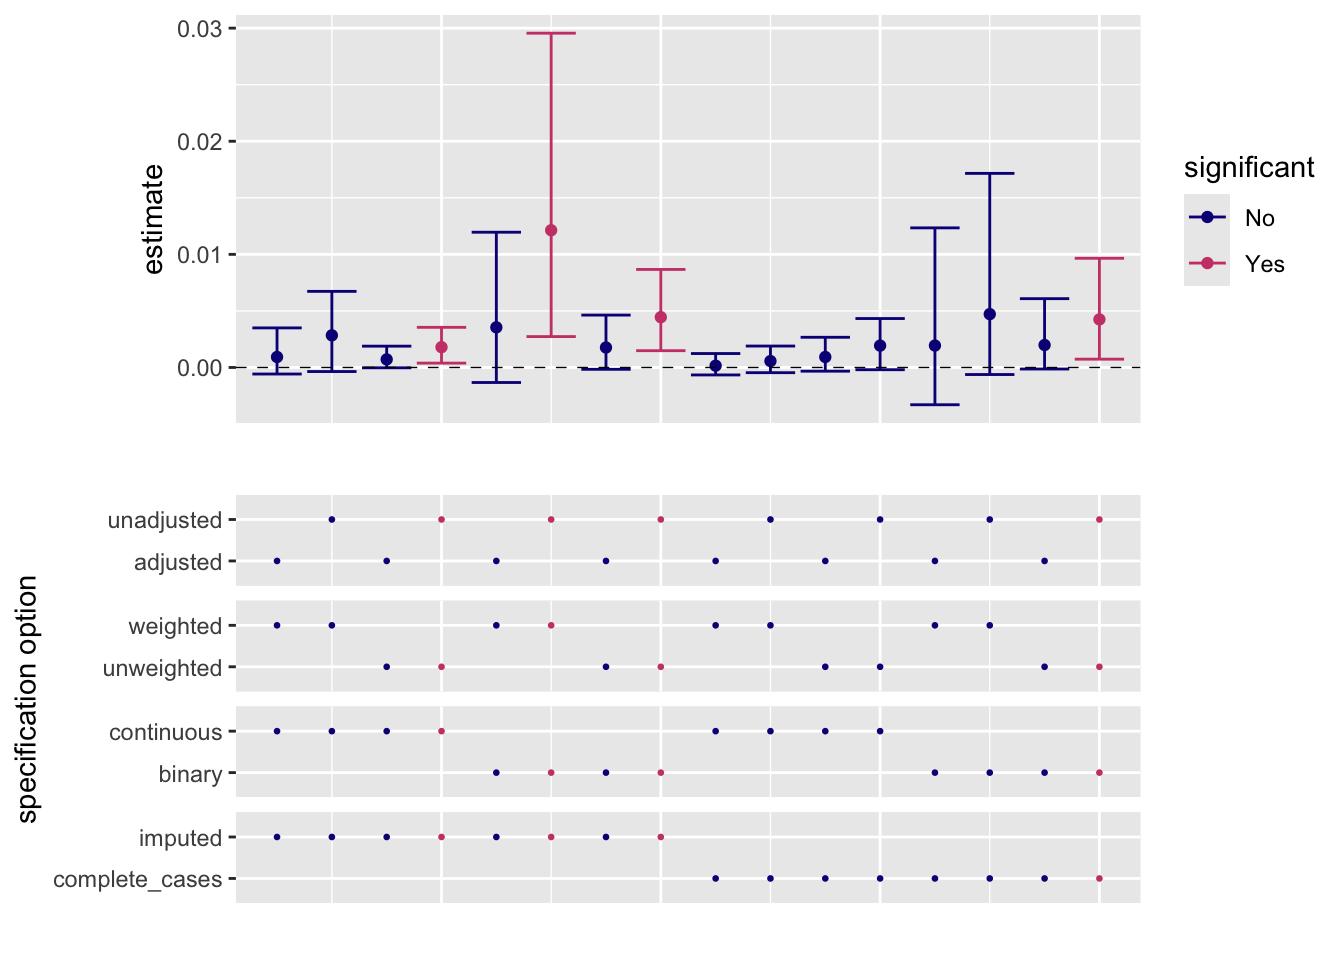 0.03
0.02
0.01
0.00
estimate
significant
No
Yes
unadjusted
adjusted
weighted
unweighted
continuous
binary
imputed
complete_cases
specification option